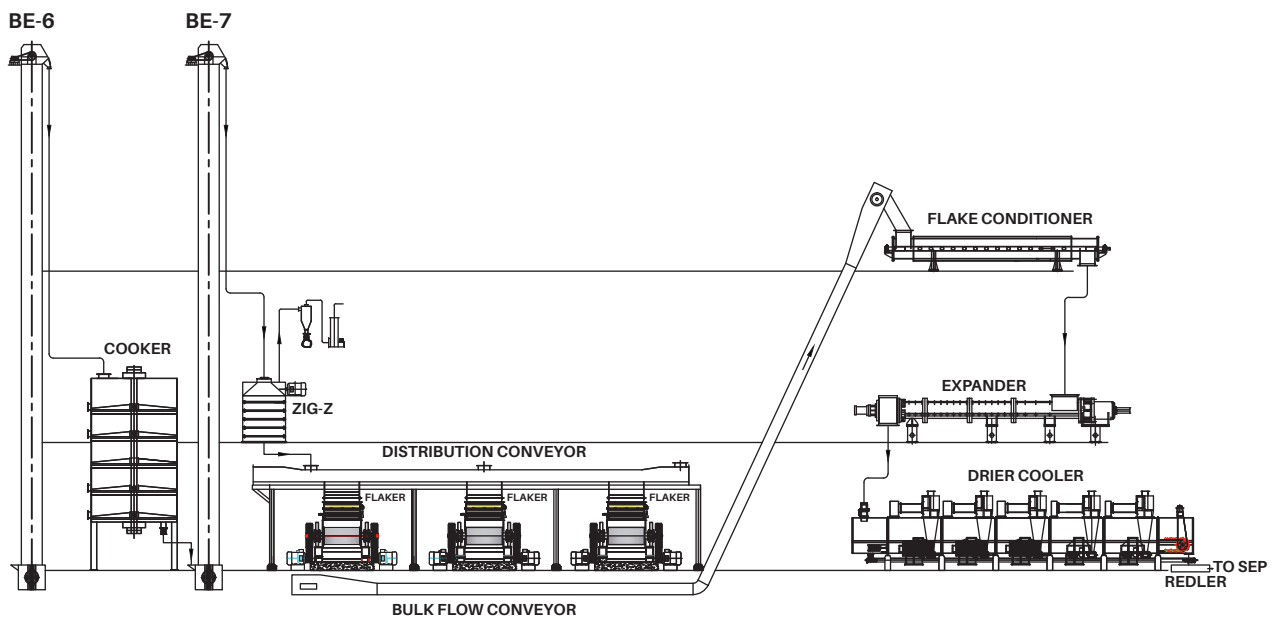 BE-6
BE-7
FLAKE CONDITIONER
COOKER
EXPANDER
ZIG-Z
DISTRIBUTION CONVEYOR
DRIER COOLER
FLAKER
FLAKER
FLAKER
TO SEP
REDLER
BULK FLOW CONVEYOR